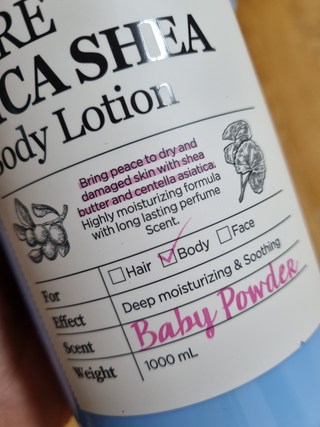 CA SHEA
Body Lotion
Bring peace to dry and
damaged skin with shea
butter and centella asiatica.
Highly moisturizing formula
with long lasting perfume
Scent.
For Hair Body Face
Effect Deep moisturizing & Soothing
Scent Baby Powder
Weight 1000 mL